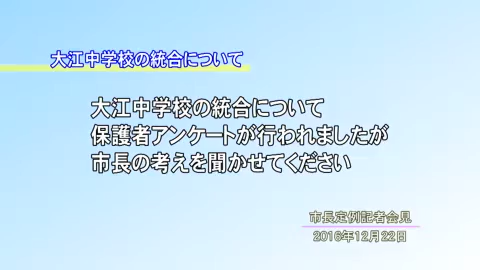 大江中学校の統合について
大江中学校の統合について
保護者アンケートが行われましたが
市長の考えを聞かせてください
市長定例記者会見
2016年12月22日